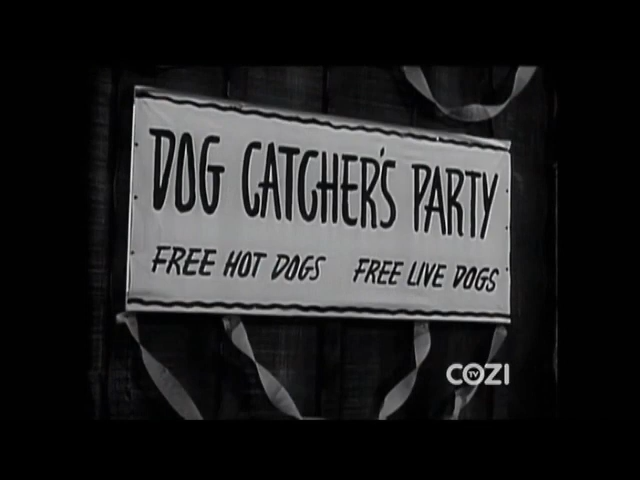 DOG CATCHER'S PARTY
FREE HOT DOGS FREE LIVE DOGS
COZI TV